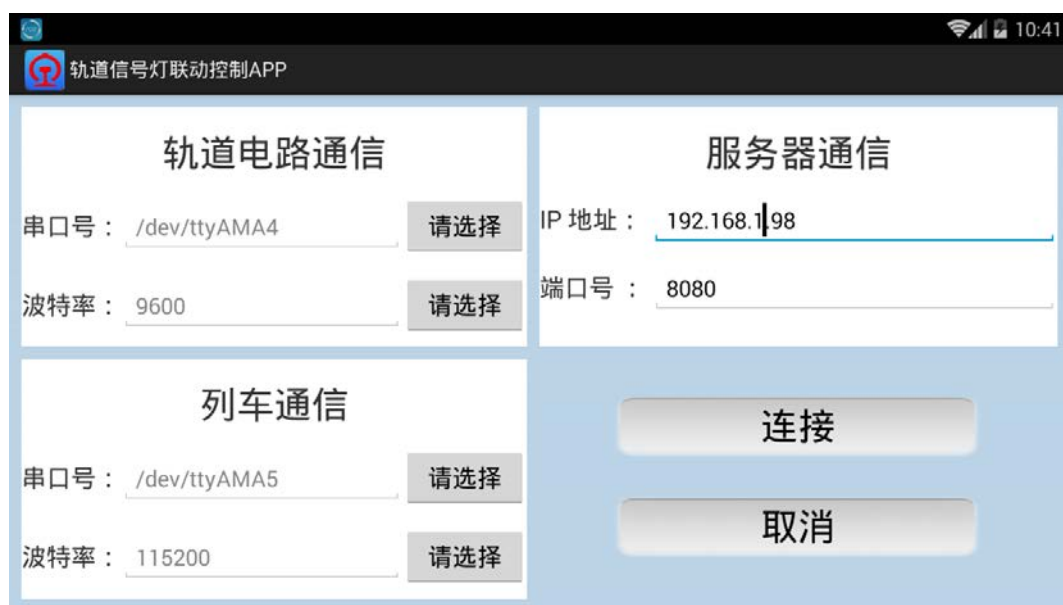 10:41
轨道信号灯联动控制APP
轨道电路通信
串口号： /dev/ttyAMA4 请选择
波特率： 9600 请选择
服务器通信
IP 地址： 192.168.1.98
端口号 ： 8080
列车通信
串口号： /dev/ttyAMA5 请选择
波特率： 115200 请选择
连接
取消